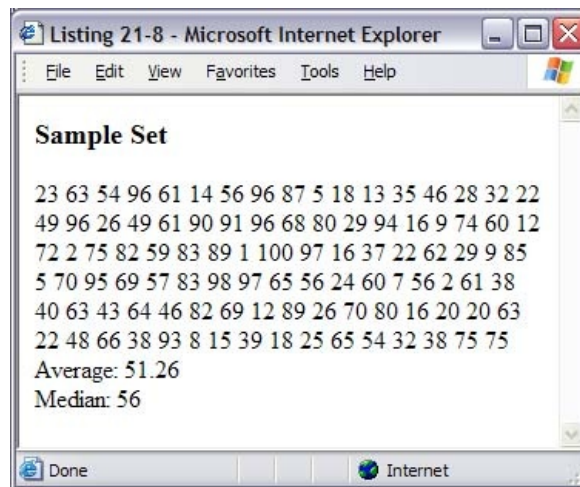 Listing 21-8 - Microsoft Internet Explorer
File Edit View Favorites Tools Help
Sample Set
23 63 54 96 61 14 56 96 87 5 18 13 35 46 28 32 22
49 96 26 49 61 90 91 96 68 80 29 94 16 9 74 60 12
72 2 75 82 59 83 89 1 100 97 16 37 22 62 29 9 85
5 70 95 69 57 83 98 97 65 56 24 60 7 56 2 61 38
40 63 43 64 46 82 69 12 89 26 70 80 16 20 20 63
22 48 66 38 93 8 15 39 18 25 65 54 32 38 75 75
Average: 51.26
Median: 56
Done Internet